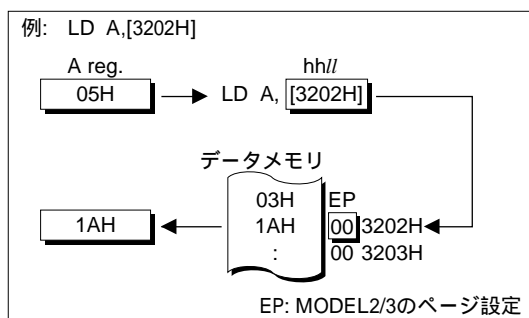 例: LD A,[3202H]
A reg. hhll
05H LD A, [3202H]
データメモリ
03H EP
1AH 1AH 00 3202H
: 00 3203H
EP: MODEL2/3のページ設定